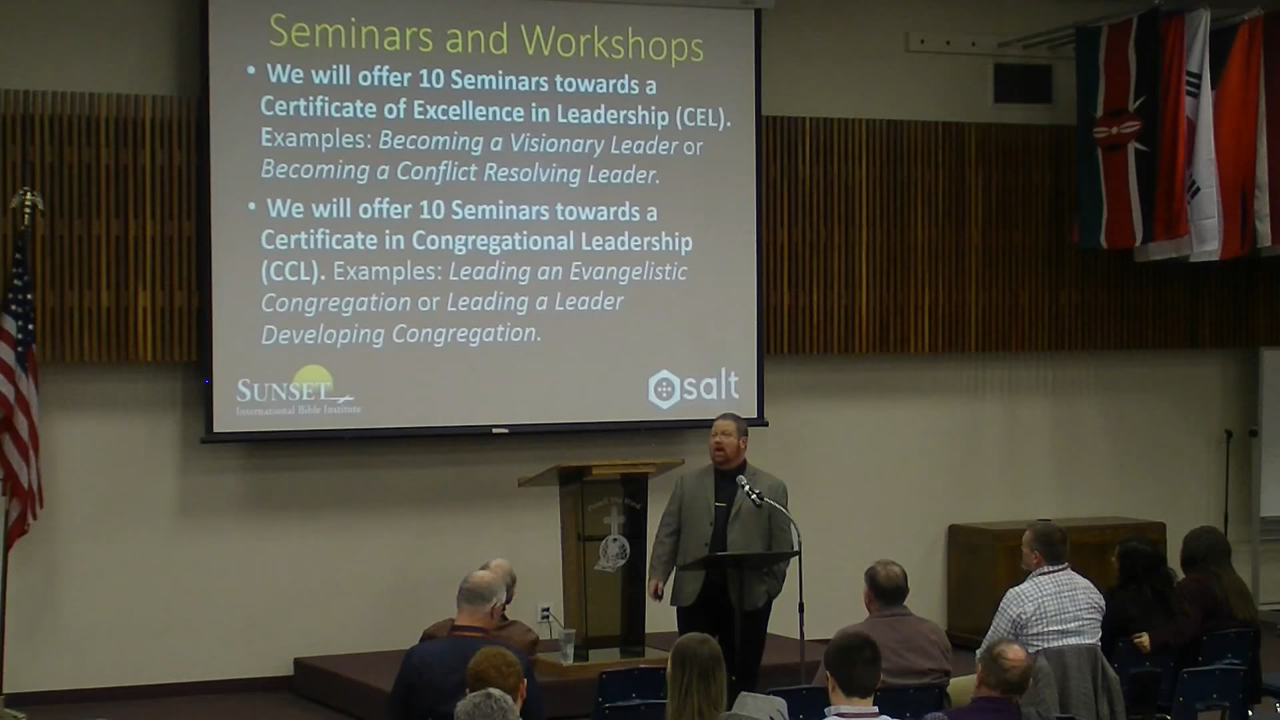 Seminars and Workshops
• We will offer 10 Seminars towards a
Certificate of Excellence in Leadership (CEL).
Examples: Becoming a Visionary Leader or
Becoming a Conflict Resolving Leader.
• We will offer 10 Seminars towards a
Certificate in Congregational Leadership
(CCL). Examples: Leading an Evangelistic
Congregation or Leading a Leader
Developing Congregation.
SUNSET
International Bible Institute
salt